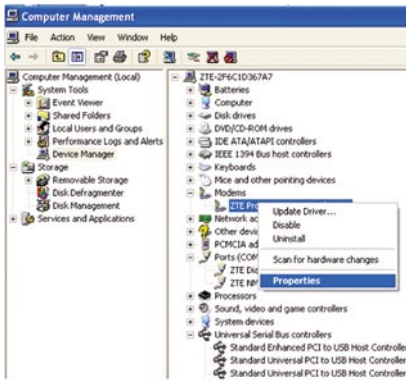 Computer Management
File Action View Window Help
Computer Management (Local)
System Tools
Event Viewer
Shared Folders
Local Users and Groups
Performance Logs and Alerts
Device Manager
Storage
Removable Storage
Disk Defragmenter
Disk Management
Services and Applications
ZTE-2F6C1D367A7
Batteries
Computer
Disk drives
DVD/CD-ROM drives
IDE ATA/ATAPI controllers
IEEE 1394 Bus host controllers
Keyboards
Mice and other pointing devices
Modems
ZTE Pro
Network ac
Other devi
PCMCIA ad
Ports (COM
ZTE Dia
ZTE NM
Processors
Sound, video and game controllers
System devices
Universal Serial Bus controllers
Standard Enhanced PCI to USB Host Controller
Standard Universal PCI to USB Host Controller
Standard Universal PCI to USB Host Controller
Update Driver...
Disable
Uninstall
Scan for hardware changes
Properties